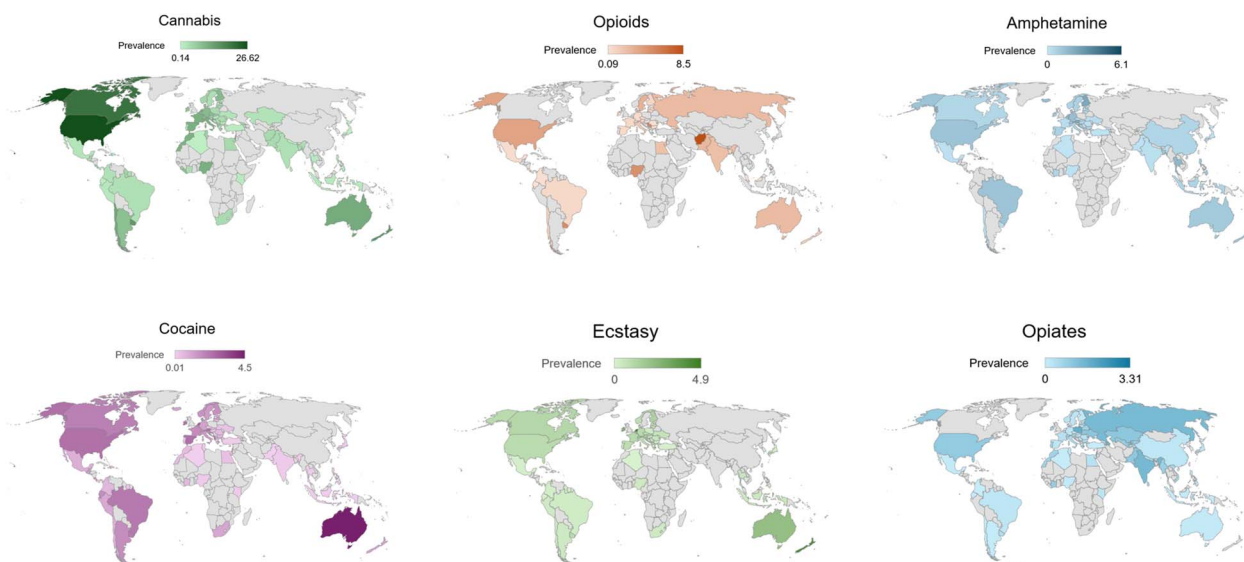 Cannabis
Prevalence
0.14 26.62
Opioids
Prevalence
0.09 8.5
Amphetamine
Prevalence
0 6.1
Cocaine
Prevalence
0.01 4.5
Ecstasy
Prevalence
0 4.9
Opiates
Prevalence
0 3.31